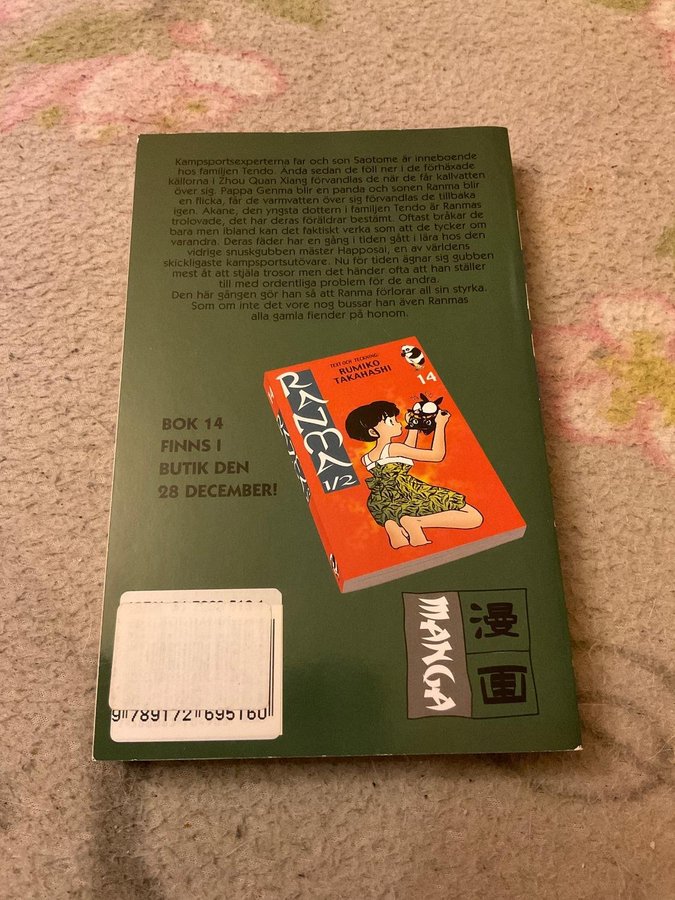 Kampsportsexperterna far och son Saotome är inneboende
hos familjen Tendo. Ända sedan de föll ner i de förhäxade
källorna i Zhou Quan Xiang förvandlas de när de får kallvatten
över sig. Pappa Genma blir en panda och sonen Ranma blir
en flicka, får de varmvatten över sig förvandlas de tillbaka
igen. Akane, den yngsta dottern i familjen Tendo är Ranmas
trolovade, det har deras föräldrar bestämt. Oftast bråkar de
bara men ibland kan det faktiskt verka som att de tycker om
varandra. Deras fäder har en gång i tiden gått i lära hos den
vidrige snuskgubben mäster Happosai, en av världens
skickligaste kampsportsutövare. Nu för tiden ägnar sig gubben
mest åt att stjäla trosor men det händer ofta att han ställer
till med ordentliga problem för de andra.
Den här gången gör han så att Ranma förlorar all sin styrka.
Som om inte det vore nog bussar han även Ranmas
alla gamla fiender på honom.
TEXT OCH TECKNING:
RUMIKO
TAKAHASHI
14
RANMA
1/2
BOK 14
FINNS I
BUTIK DEN
28 DECEMBER!
漫画
MANGA
9 789172 695160